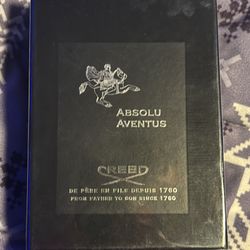 ABSOLU
AVENTUS
CREED
DE PÈRE EN FILS DEPUIS 1760
FROM FATHER TO SON SINCE 1760